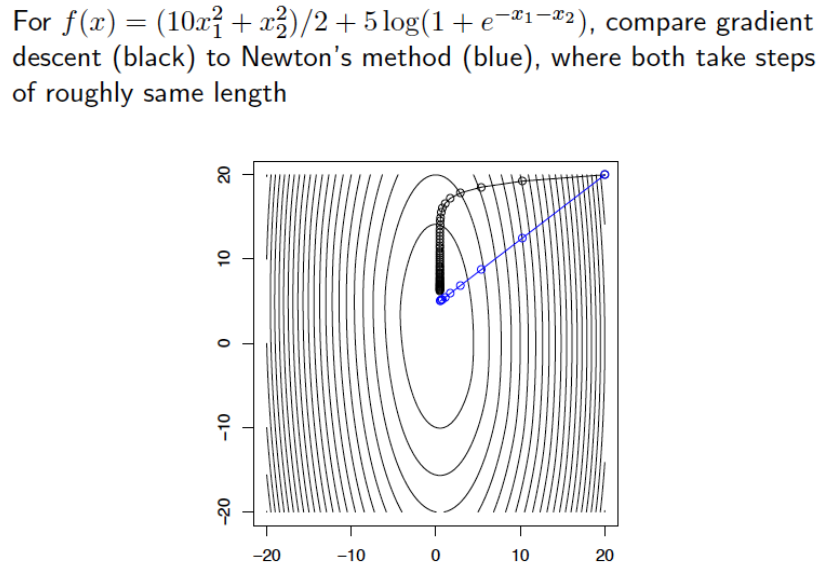 For f(x) = (10x₁² + x₂²)/2 + 5 log(1 + e^{−x₁−x₂}), compare gradient
descent (black) to Newton's method (blue), where both take steps
of roughly same length
20
10
0
−10
−20
−20 −10 0 10 20